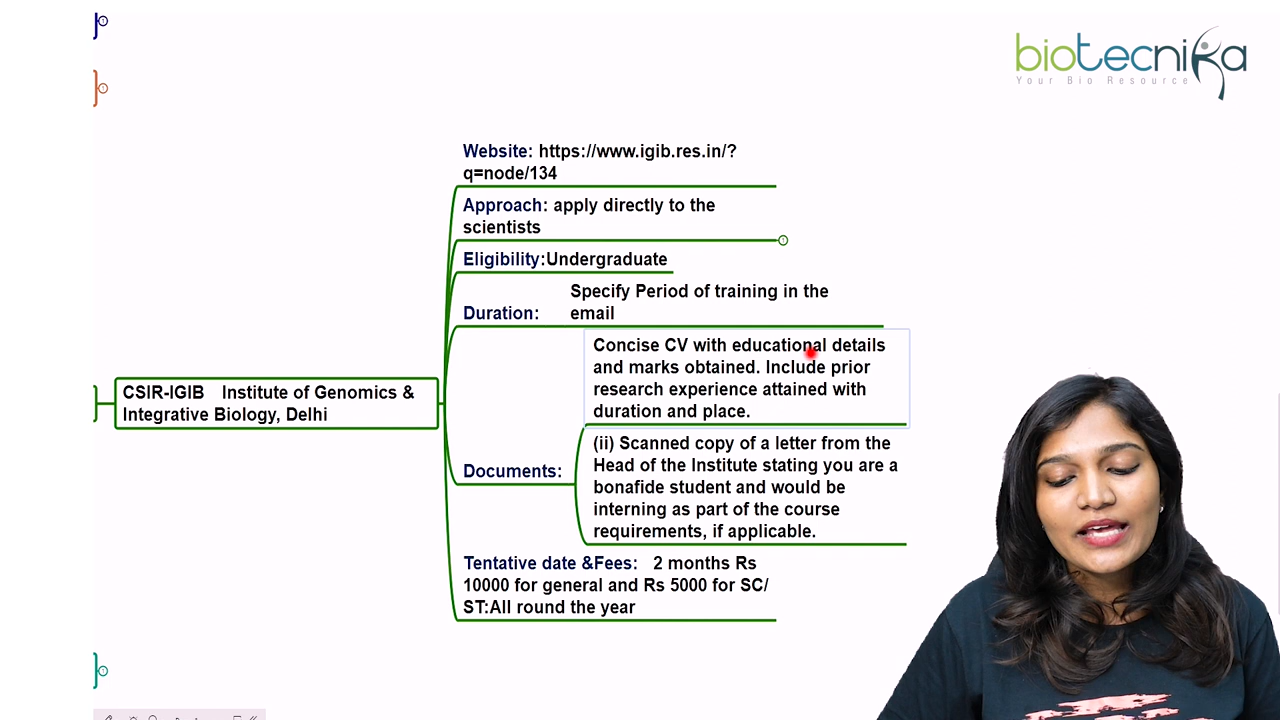 biotecnika
Your Bio Resource
Website: https://www.igib.res.in/?
q=node/134
Approach: apply directly to the
scientists
Eligibility:Undergraduate
Specify Period of training in the
Duration: email
Concise CV with educational details
and marks obtained. Include prior
research experience attained with
duration and place.
CSIR-IGIB Institute of Genomics &
Integrative Biology, Delhi
(ii) Scanned copy of a letter from the
Head of the Institute stating you are a
Documents: bonafide student and would be
interning as part of the course
requirements, if applicable.
Tentative date &Fees: 2 months Rs
10000 for general and Rs 5000 for SC/
ST:All round the year